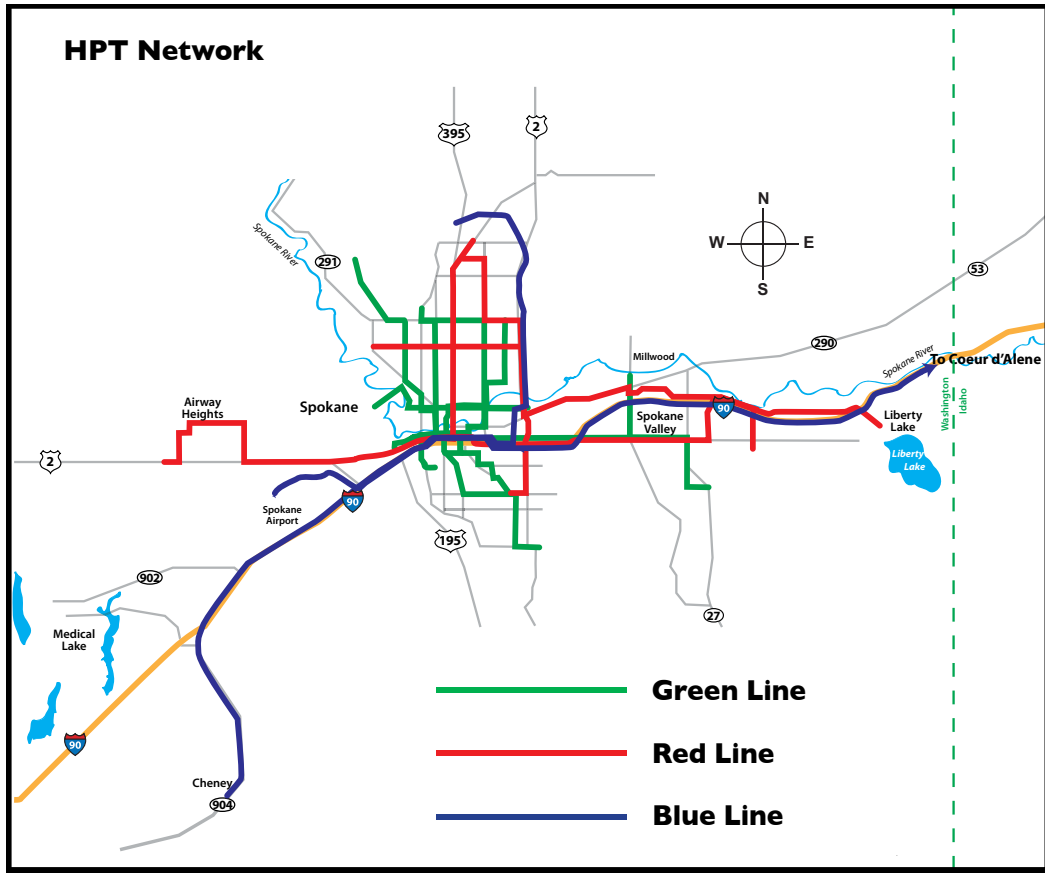 HPT Network
395
2
N
W
E
S
Spokane River
291
53
290
Millwood
Spokane River
To Coeur d'Alene
Washington
Idaho
Airway
Heights
Spokane
90
Spokane
Valley
Liberty
Lake
Liberty
Lake
2
90
Spokane
Airport
195
902
27
Medical
Lake
90
Cheney
904
Green Line
Red Line
Blue Line